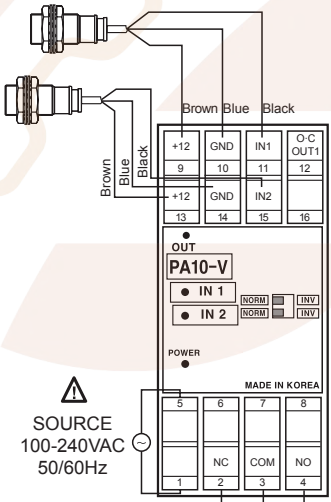 Brown Blue Black
Brown
Blue
Black
+12 GND IN1 O·C OUT1
9 10 11 12
+12 GND IN2
13 14 15 16
OUT
PA10-V
IN 1
IN 2
NORM INV
NORM INV
POWER
MADE IN KOREA
SOURCE
100-240VAC
50/60Hz
5 6 7 8
NC COM NO
1 2 3 4